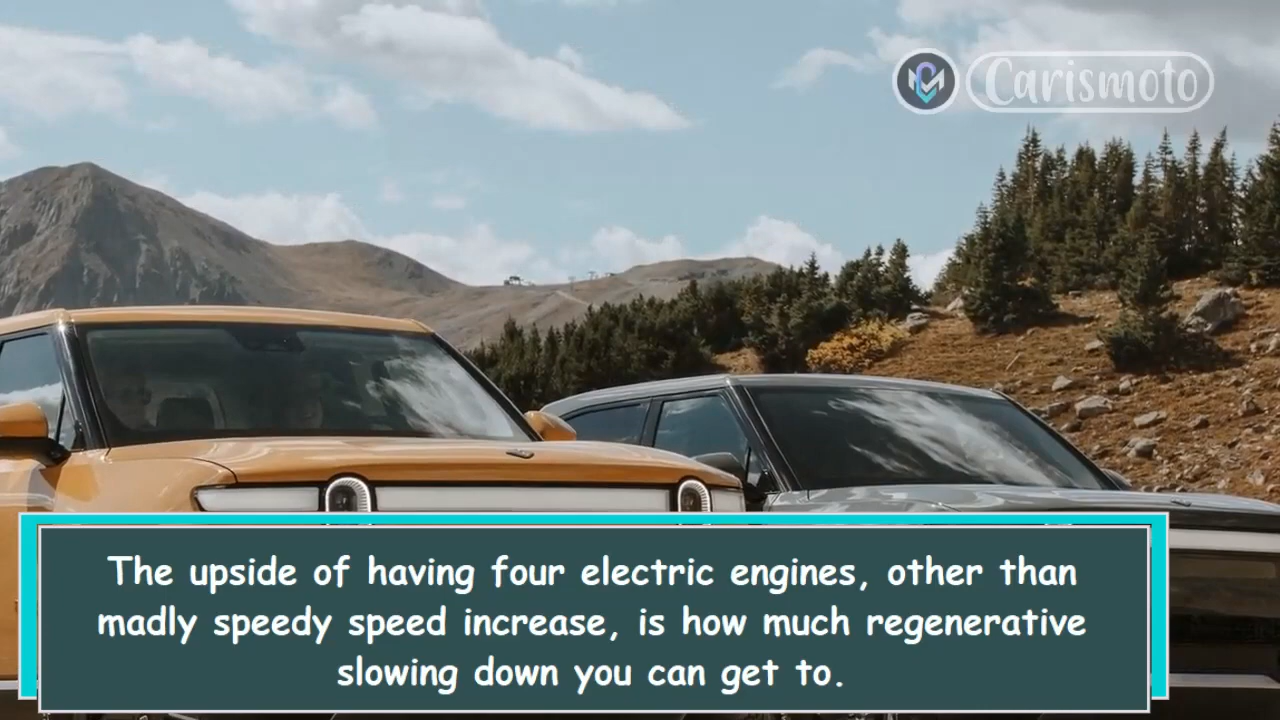 Carismoto
The upside of having four electric engines, other than
madly speedy speed increase, is how much regenerative
slowing down you can get to.